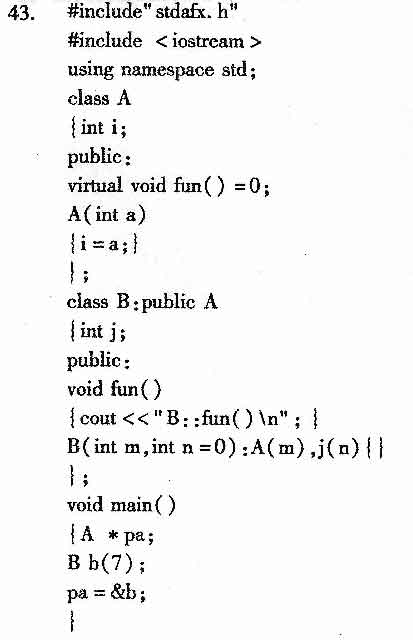 43. #include" stdafx. h"
#include <iostream>
using namespace std;
class A
{int i;
public:
virtual void fun() =0;
A(int a)
{i=a;}
};
class B:public A
{int j;
public:
void fun()
{cout <<"B::fun() \n"; }
B(int m,int n=0):A(m),j(n){}
};
void main()
{A *pa;
B b(7);
pa=&b;
}